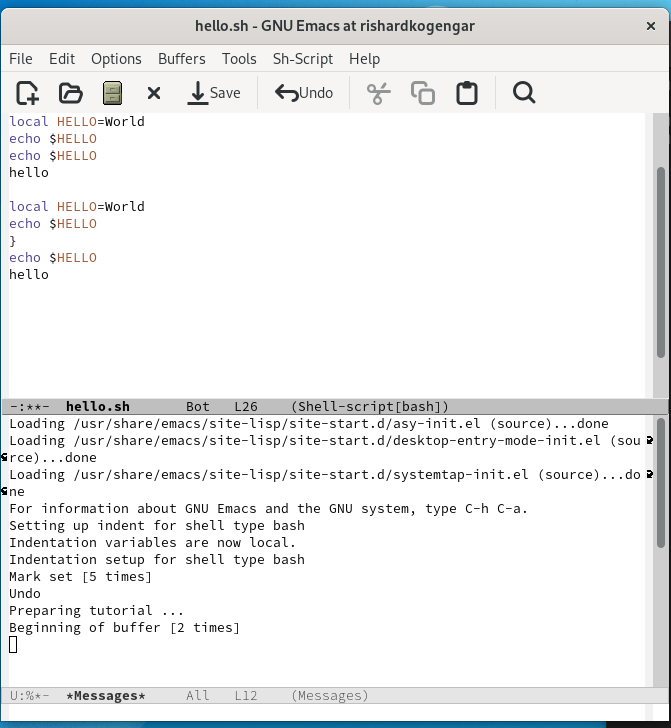 hello.sh - GNU Emacs at rishardkogengar
File Edit Options Buffers Tools Sh-Script Help
Save Undo
local HELLO=World
echo $HELLO
echo $HELLO
hello
local HELLO=World
echo $HELLO
}
echo $HELLO
hello
-:**- hello.sh Bot L26 (Shell-script[bash])
Loading /usr/share/emacs/site-lisp/site-start.d/asy-init.el (source)...done
Loading /usr/share/emacs/site-lisp/site-start.d/desktop-entry-mode-init.el (sou
rce)...done
Loading /usr/share/emacs/site-lisp/site-start.d/systemtap-init.el (source)...do
ne
For information about GNU Emacs and the GNU system, type C-h C-a.
Setting up indent for shell type bash
Indentation variables are now local.
Indentation setup for shell type bash
Mark set [5 times]
Undo
Preparing tutorial ...
Beginning of buffer [2 times]
U:%*- *Messages* All L12 (Messages)